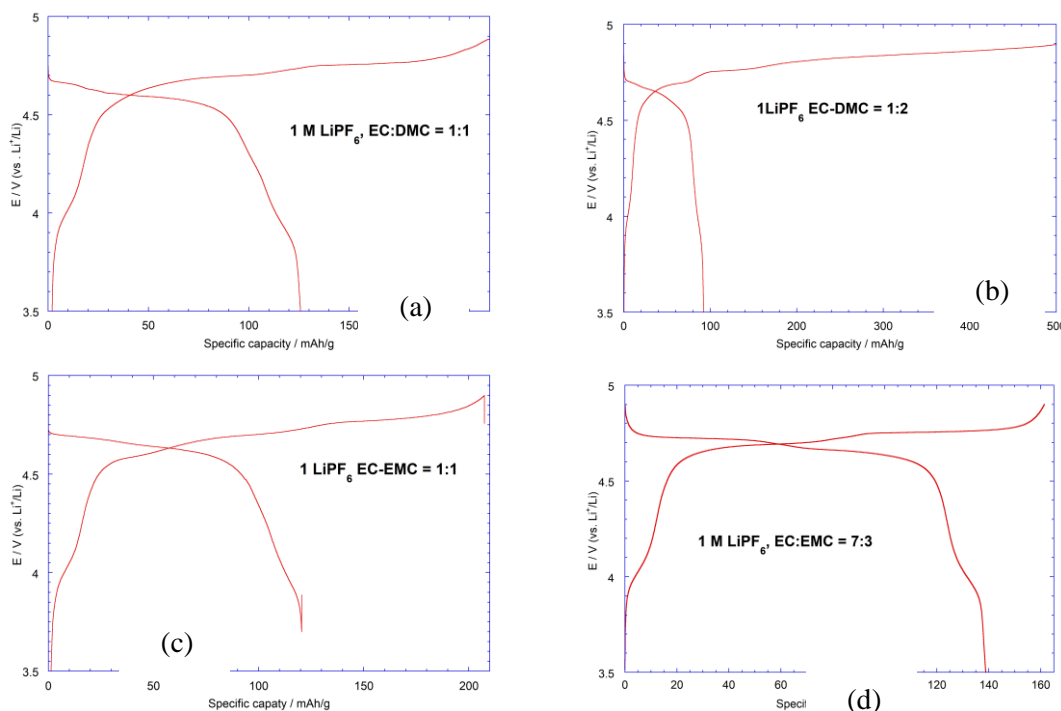 5
4.5
4
3.5
E / V (vs . Li⁺/Li)
1 M LiPF₆, EC:DMC = 1:1
(a)
0 50 100 150
Specific capacity / mAh/g
5
4.5
4
3.5
E / V (vs. Li⁺/Li)
1LiPF₆ EC-DMC = 1:2
(b)
0 100 200 300 400 500
Specific capacity / mAh/g
5
4.5
4
3.5
E / V (vs. Li⁺/Li)
1 LiPF₆ EC-EMC = 1:1
(c)
0 50 100 150 200
Specific capaty / mAh/g
5
4.5
4
3.5
E / V (vs. Li⁺/Li)
1 M LiPF₆, EC:EMC = 7:3
(d)
0 20 40 60 120 140 160